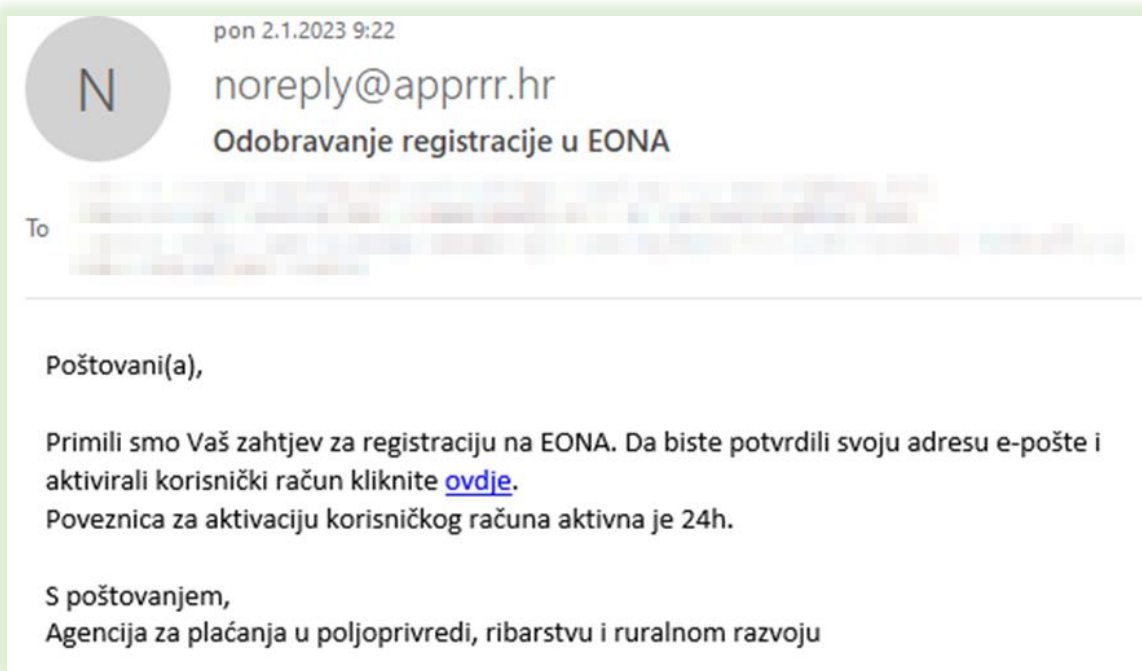 pon 2.1.2023 9:22
N
noreply@apprrr.hr
Odobravanje registracije u EONA
To
Poštovani(a),
Primili smo Vaš zahtjev za registraciju na EONA. Da biste potvrdili svoju adresu e-pošte i
aktivirali korisnički račun kliknite ovdje.
Poveznica za aktivaciju korisničkog računa aktivna je 24h.
S poštovanjem,
Agencija za plaćanja u poljoprivredi, ribarstvu i ruralnom razvoju